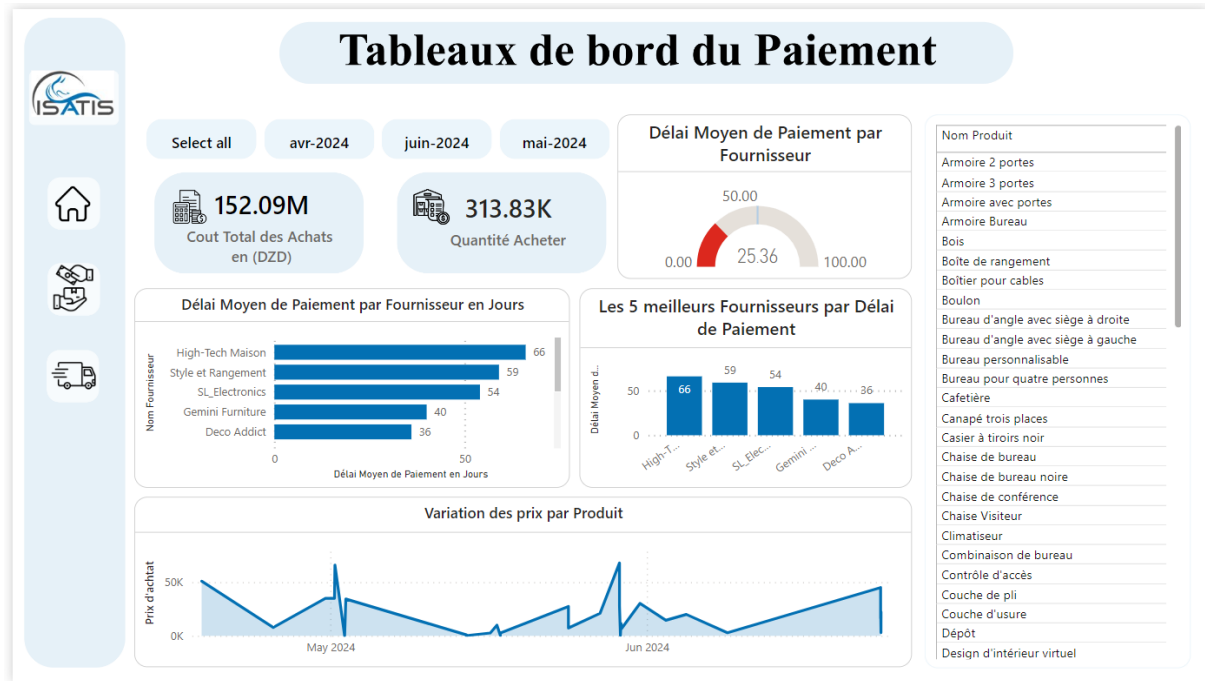 Tableaux de bord du Paiement
ISATIS
Select all
avr-2024
juin-2024
mai-2024
152.09M
Cout Total des Achats
en (DZD)
313.83K
Quantité Acheter
Délai Moyen de Paiement par
Fournisseur
50.00
0.00
25.36
100.00
Délai Moyen de Paiement par Fournisseur en Jours
Nom Fournisseur
High-Tech Maison
66
Style et Rangement
59
SL_Electronics
54
Gemini Furniture
40
Deco Addict
36
0
50
Délai Moyen de Paiement en Jours
Les 5 meilleurs Fournisseurs par Délai
de Paiement
Délai Moyen d...
50
0
66
59
54
40
36
High-T...
Style et...
SL_Elec...
Gemini ...
Deco A...
Variation des prix par Produit
Prix d'achtat
50K
0K
May 2024
Jun 2024
Nom Produit
Armoire 2 portes
Armoire 3 portes
Armoire avec portes
Armoire Bureau
Bois
Boîte de rangement
Boîtier pour cables
Boulon
Bureau d'angle avec siège à droite
Bureau d'angle avec siège à gauche
Bureau personnalisable
Bureau pour quatre personnes
Cafetière
Canapé trois places
Casier à tiroirs noir
Chaise de bureau
Chaise de bureau noire
Chaise de conférence
Chaise Visiteur
Climatiseur
Combinaison de bureau
Contrôle d'accès
Couche de pli
Couche d'usure
Dépôt
Design d'intérieur virtuel